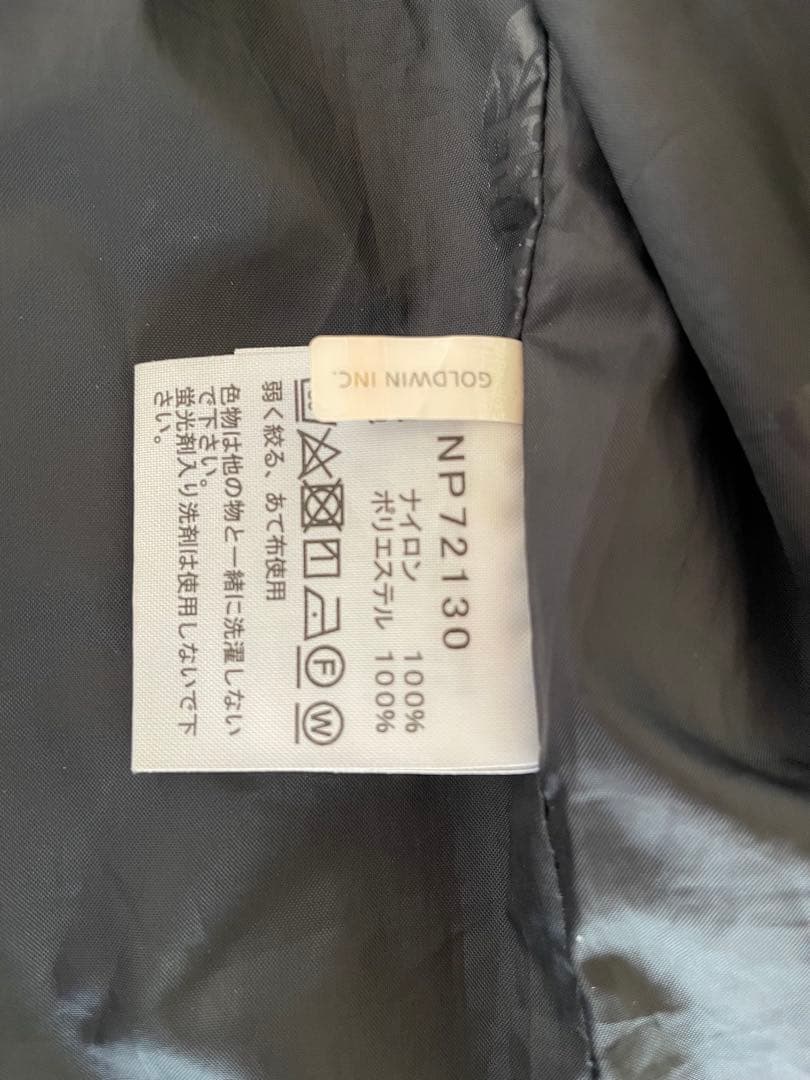 GOLDWIN INC.
NP72130
ナイロン 100%
ポリエステル 100%
F
W
弱く絞る、あて布使用
色物は他の物と一緒に洗濯しない
で下さい。
蛍光剤入り洗剤は使用しないで下
さい。